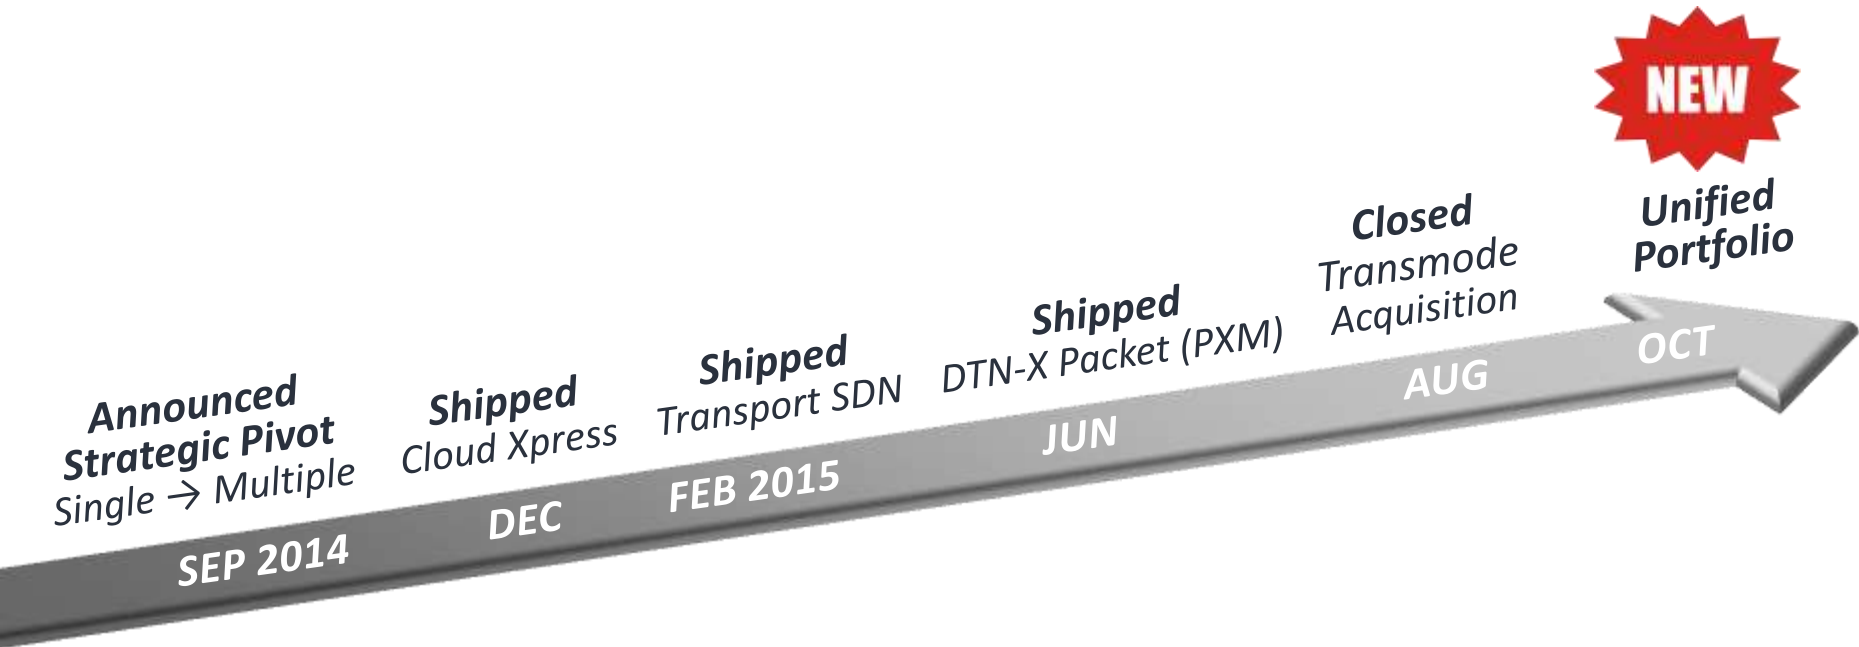 NEW
Announced
Strategic Pivot
Single → Multiple
SEP 2014
Shipped
Cloud Xpress
DEC
Shipped
Transport SDN
FEB 2015
Shipped
DTN-X Packet (PXM)
JUN
Closed
Transmode
Acquisition
AUG
Unified
Portfolio
OCT